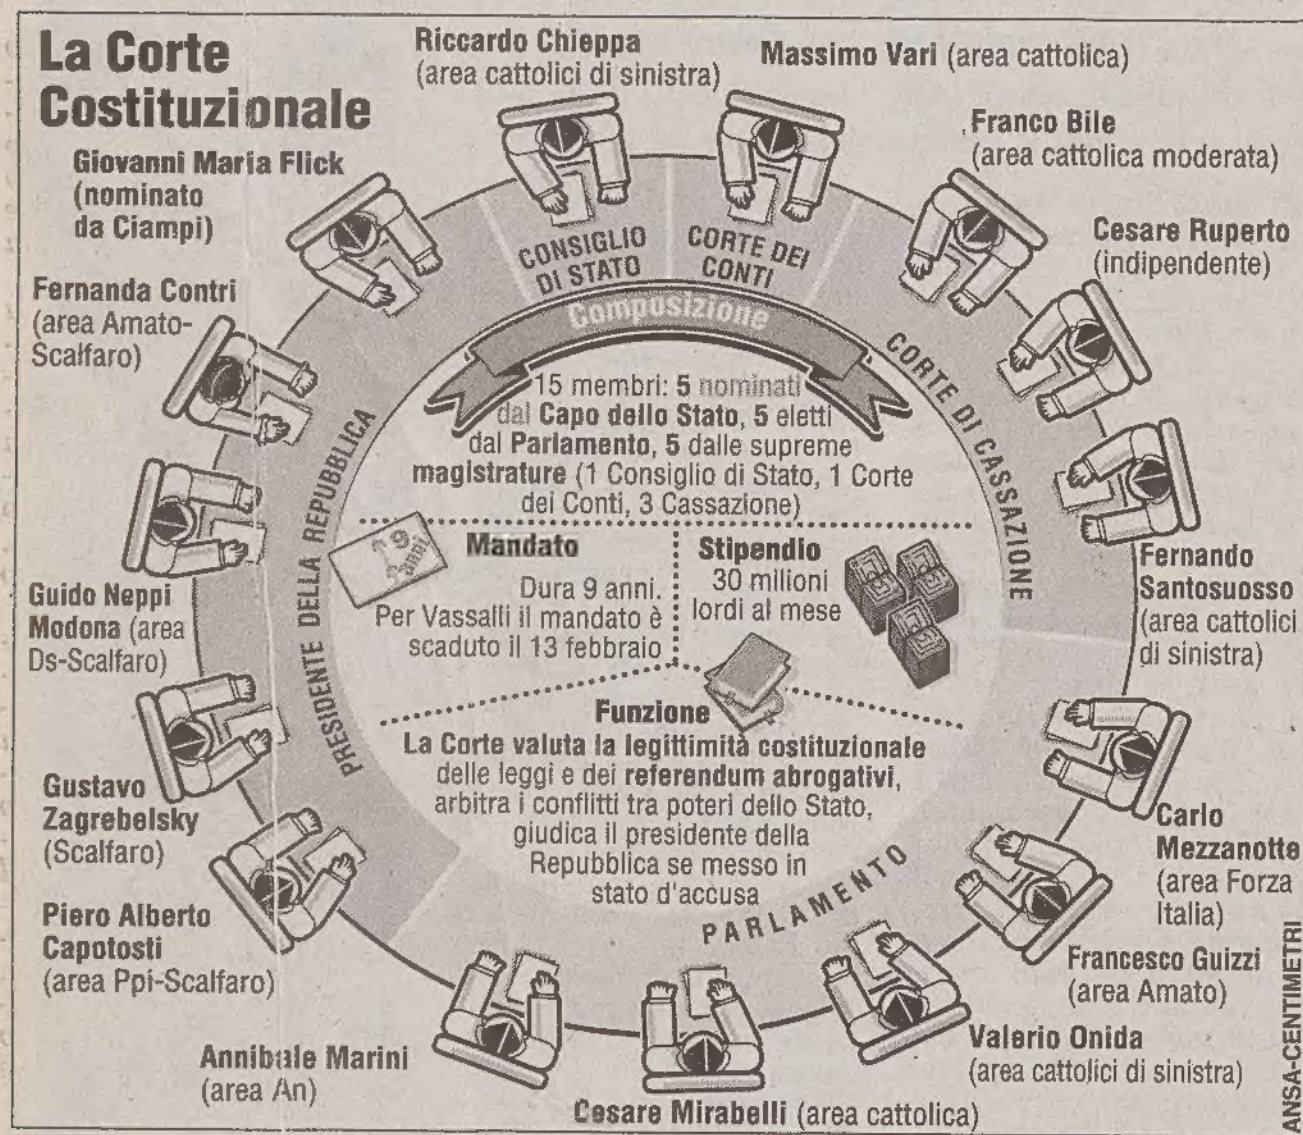 La Corte
Costituzionale
Riccardo Chieppa
(area cattolici di sinistra)
Massimo Vari (area cattolica)
Franco Bile
(area cattolica moderata)
Cesare Ruperto
(indipendente)
Giovanni Maria Flick
(nominato
da Ciampi)
Fernanda Contri
(area Amato-
Scalfaro)
Guido Neppi
Modona (area
Ds-Scalfaro)
Gustavo
Zagrebelsky
(Scalfaro)
Piero Alberto
Capotosti
(area Ppi-Scalfaro)
Annibale Marini
(area An)
Cesare Mirabelli (area cattolica)
Valerio Onida
(area cattolici di sinistra)
Francesco Guizzi
(area Amato)
Carlo
Mezzanotte
(area Forza
Italia)
Fernando
Santosuosso
(area cattolici
di sinistra)
CONSIGLIO
DI STATO
CORTE DEI
CONTI
CORTE DI CASSAZIONE
PRESIDENTE DELLA REPUBBLICA
PARLAMENTO
Composizione
15 membri: 5 nominati
dal Capo dello Stato, 5 eletti
dal Parlamento, 5 dalle supreme
magistrature (1 Consiglio di Stato, 1 Corte
dei Conti, 3 Cassazione)
9
anni
Mandato
Dura 9 anni.
Per Vassalli il mandato è
scaduto il 13 febbraio
Stipendio
30 milioni
lordi al mese
Funzione
La Corte valuta la legittimità costituzionale
delle leggi e dei referendum abrogativi,
arbitra i conflitti tra poteri dello Stato,
giudica il presidente della
Repubblica se messo in
stato d'accusa
ANSA-CENTIMETRI